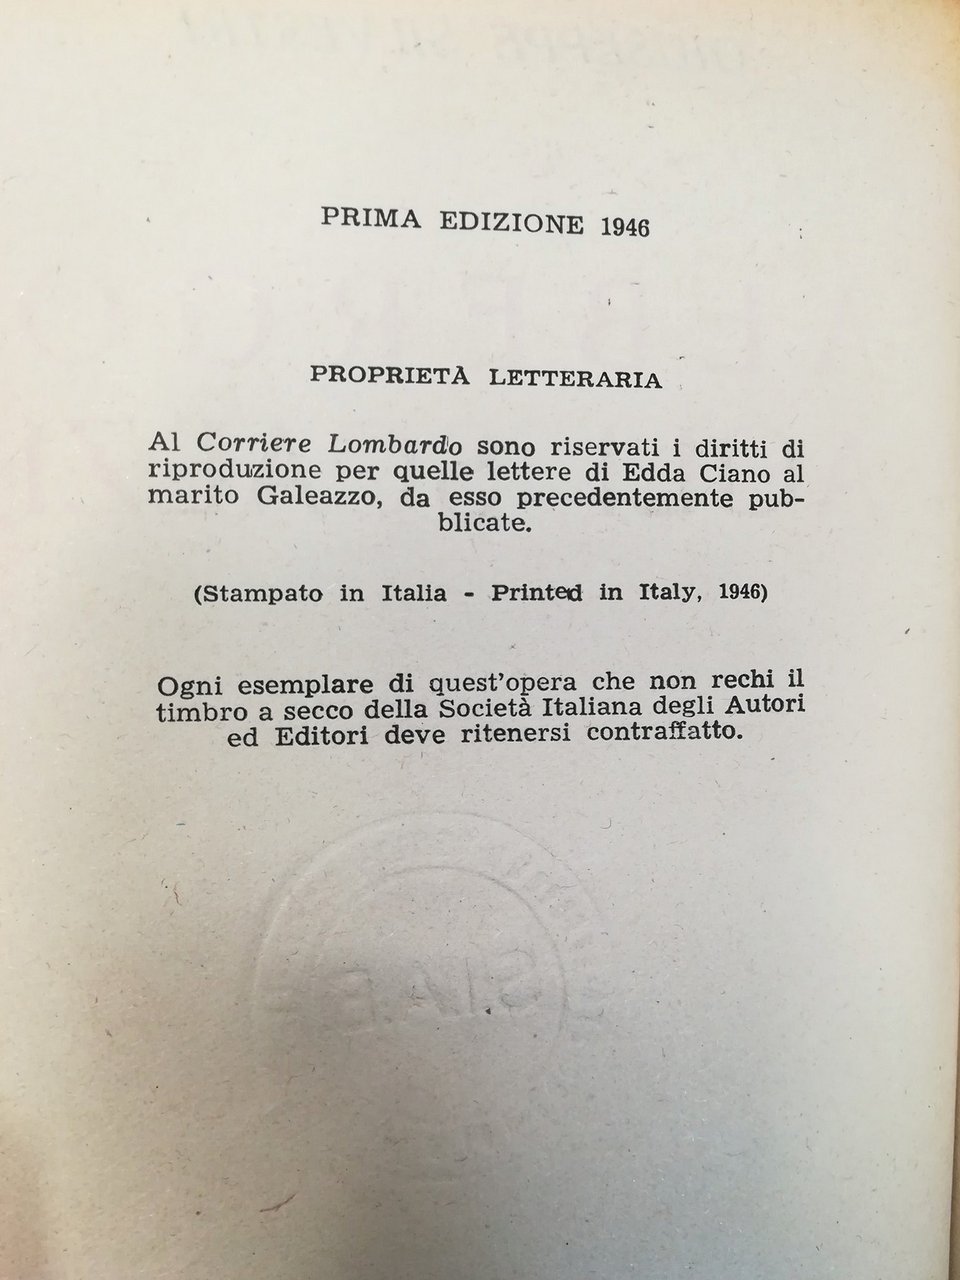 PRIMA EDIZIONE 1946
PROPRIETÀ LETTERARIA
Al Corriere Lombardo sono riservati i diritti di
riproduzione per quelle lettere di Edda Ciano al
marito Galeazzo, da esso precedentemente pub-
blicate.
(Stampato in Italia - Printed in Italy, 1946)
Ogni esemplare di quest'opera che non rechi il
timbro a secco della Società Italiana degli Autori
ed Editori deve ritenersi contraffatto.
S.I.A.E.